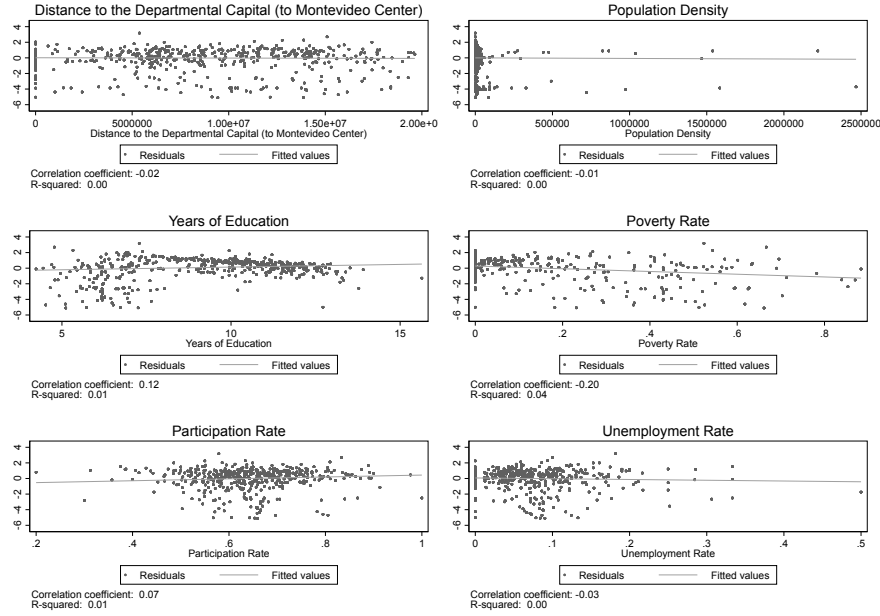 Distance to the Departmental Capital (to Montevideo Center)
4
2
0
-2
-4
-6
0 5000000 1.00e+07 1.50e+07 2.00e+0
Distance to the Departmental Capital (to Montevideo Center)
Residuals Fitted values
Correlation coefficient: -0.02
R-squared: 0.00
Population Density
4
2
0
-2
-4
-6
0 500000 1000000 1500000 2000000 2500000
Population Density
Residuals Fitted values
Correlation coefficient: -0.01
R-squared: 0.00
Years of Education
4
2
0
-2
-4
-6
5 10 15
Years of Education
Residuals Fitted values
Correlation coefficient: 0.12
R-squared: 0.01
Poverty Rate
4
2
0
-2
-4
-6
0 .2 .4 .6 .8
Poverty Rate
Residuals Fitted values
Correlation coefficient: -0.20
R-squared: 0.04
Participation Rate
4
2
0
-2
-4
-6
.2 .4 .6 .8 1
Participation Rate
Residuals Fitted values
Correlation coefficient: 0.07
R-squared: 0.01
Unemployment Rate
4
2
0
-2
-4
-6
0 .1 .2 .3 .4 .5
Unemployment Rate
Residuals Fitted values
Correlation coefficient: -0.03
R-squared: 0.00